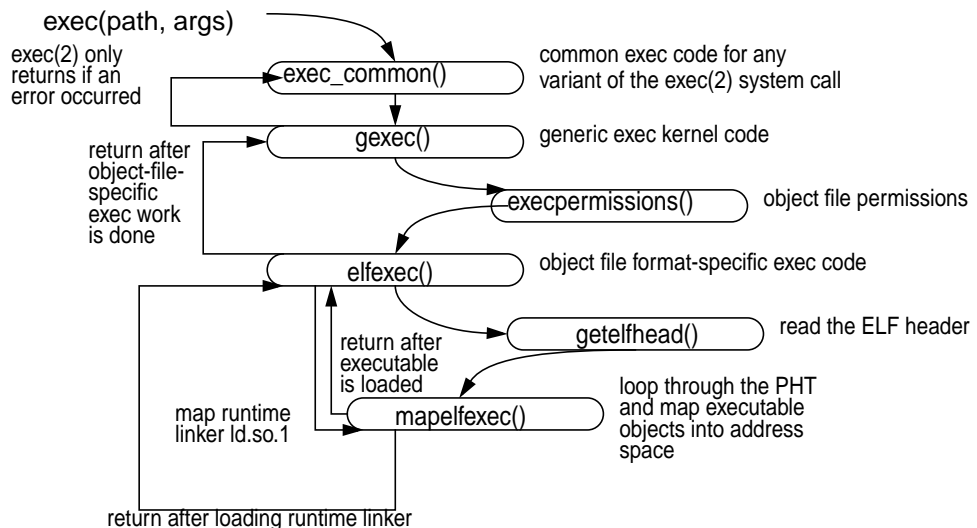 exec(path, args)
exec(2) only
returns if an
error occurred
exec_common()
common exec code for any
variant of the exec(2) system call
gexec()
generic exec kernel code
return after
object-file-
specific
exec work
is done
execpermissions()
object file permissions
elfexec()
object file format-specific exec code
getelfhead()
read the ELF header
return after
executable
is loaded
map runtime
linker ld.so.1
mapelfexec()
loop through the PHT
and map executable
objects into address
space
return after loading runtime linker